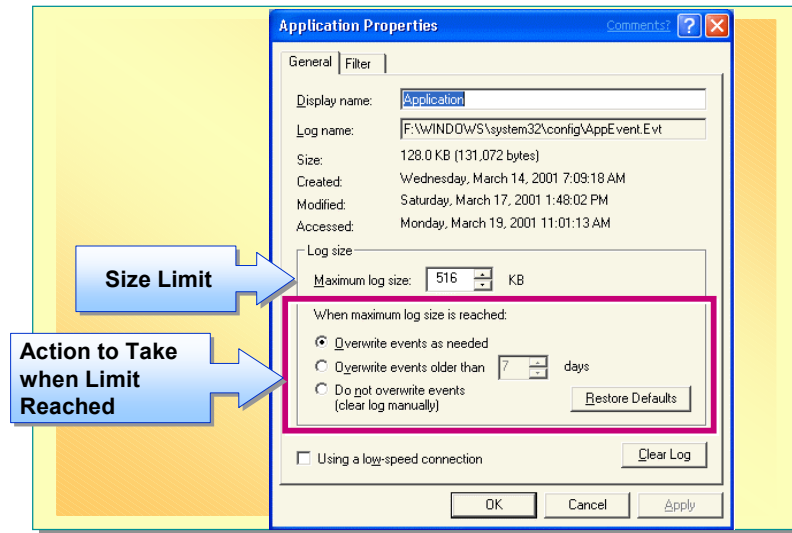 Application Properties Comments?
General Filter
Display name: Application
Log name: F:\WINDOWS\system32\config\AppEvent.Evt
Size: 128.0 KB (131,072 bytes)
Created: Wednesday, March 14, 2001 7:09:18 AM
Modified: Saturday, March 17, 2001 1:48:02 PM
Accessed: Monday, March 19, 2001 11:01:13 AM
Log size
Size Limit
Maximum log size: 516 KB
When maximum log size is reached:
Action to Take
when Limit
Reached
Overwrite events as needed
Overwrite events older than 7 days
Do not overwrite events
(clear log manually)
Restore Defaults
Using a low-speed connection
Clear Log
OK Cancel Apply